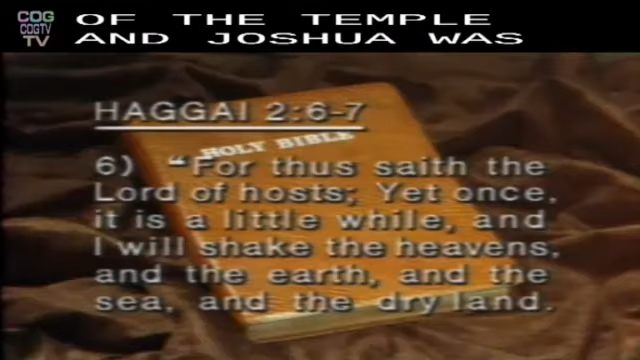 COG
COGTV
TV
OF THE TEMPLE
AND JOSHUA WAS
HAGGAI 2:6-7
HOLY BIBLE
6) “For thus saith the
Lord of hosts; Yet once,
it is a little while, and
I will shake the heavens,
and the earth, and the
sea, and the dry land.